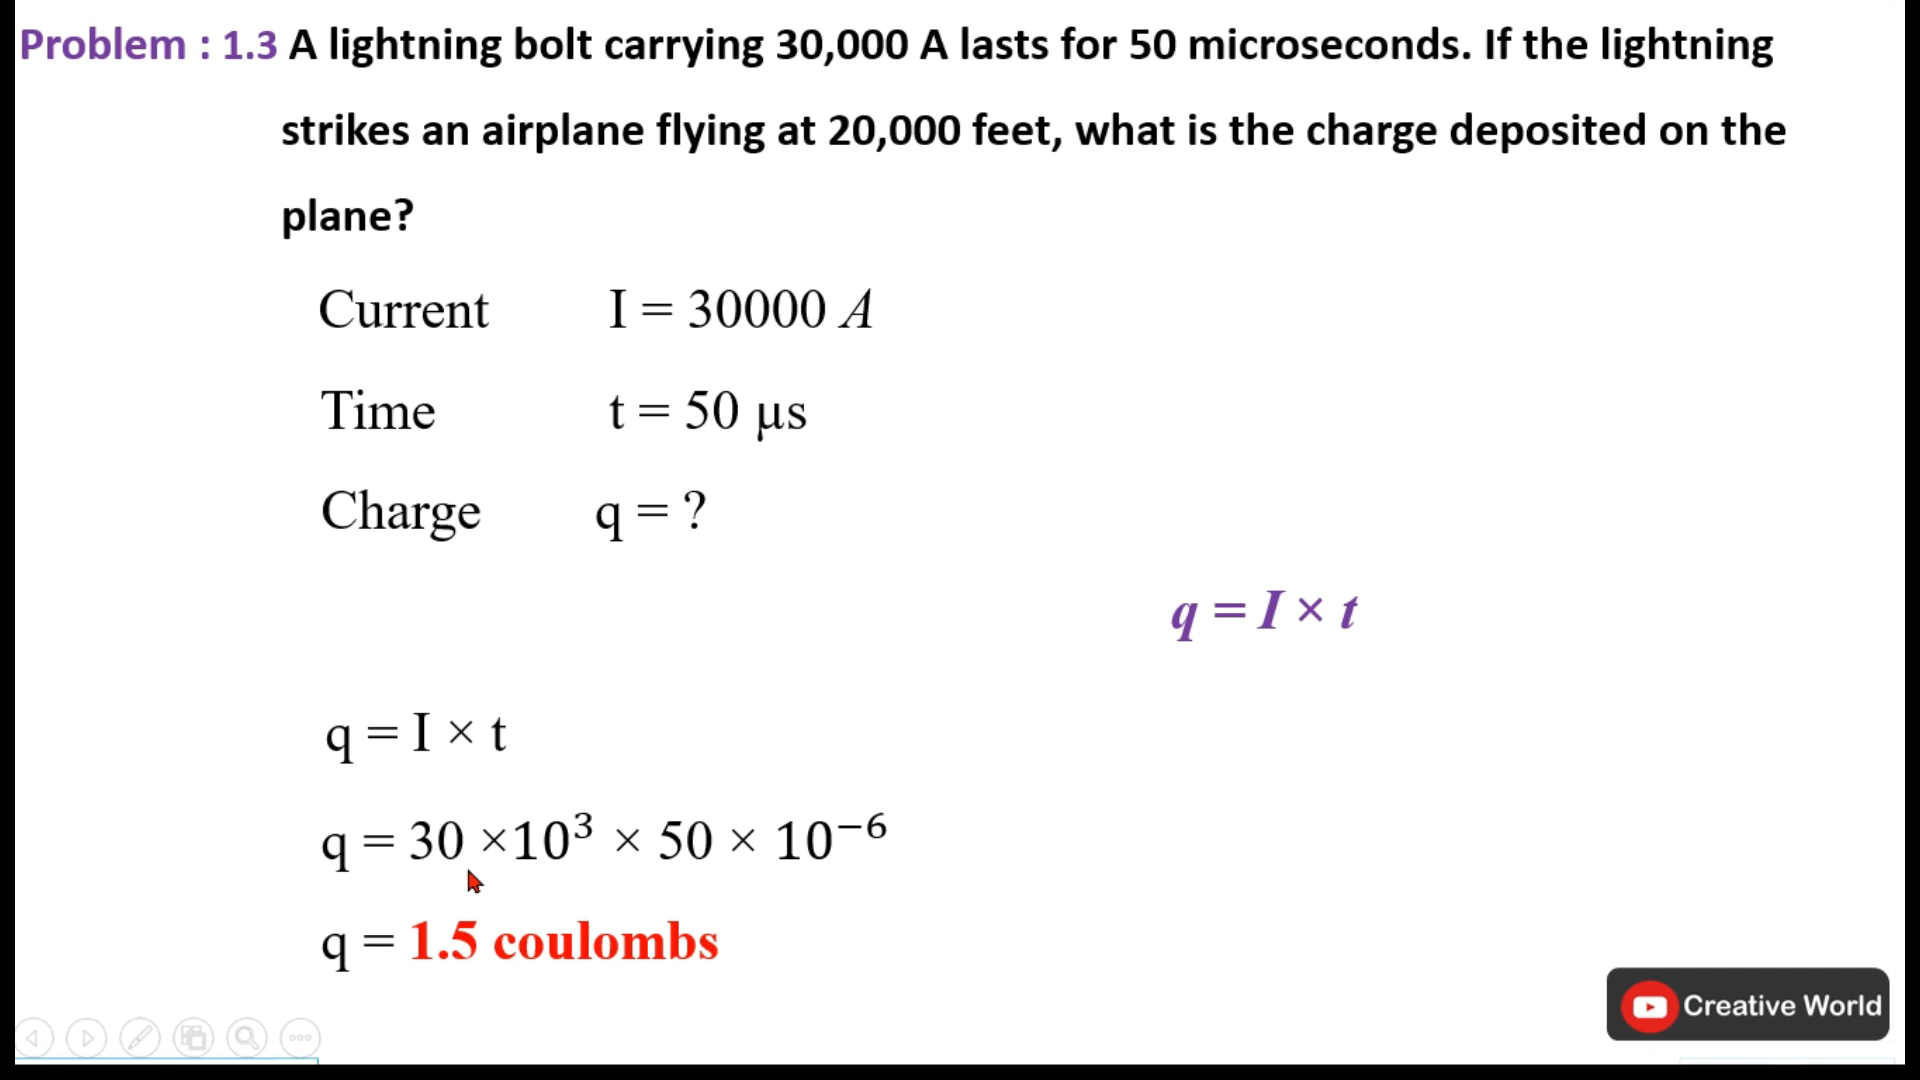 Problem : 1.3 A lightning bolt carrying 30,000 A lasts for 50 microseconds. If the lightning
strikes an airplane flying at 20,000 feet, what is the charge deposited on the
plane?
Current I = 30000 A
Time t = 50 µs
Charge q = ?
q = I × t
q = I × t
q = 30 ×10³ × 50 × 10⁻⁶
q = 1.5 coulombs
Creative World